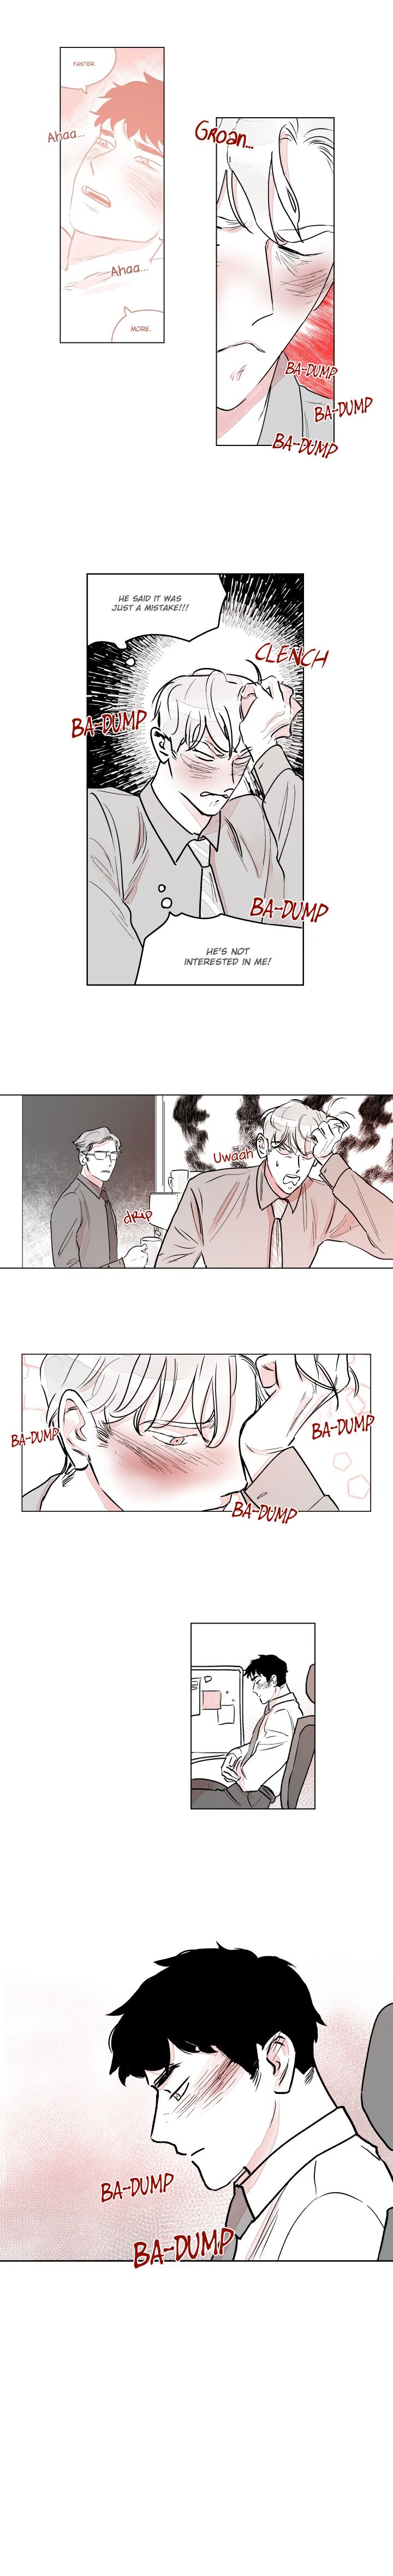 FASTER.
Ahaa...
Groan...
Ahaa...
MORE.
BA-DUMP
BA-DUMP
BA-DUMP
HE SAID IT WAS
JUST A MISTAKE!!!
CLENCH
BA-DUMP
BA-DUMP
HE'S NOT
INTERESTED IN ME!
Uwaah
drip
BA-DUMP
BA-DUMP
BA-DUMP
BA-DUMP
BA-DUMP